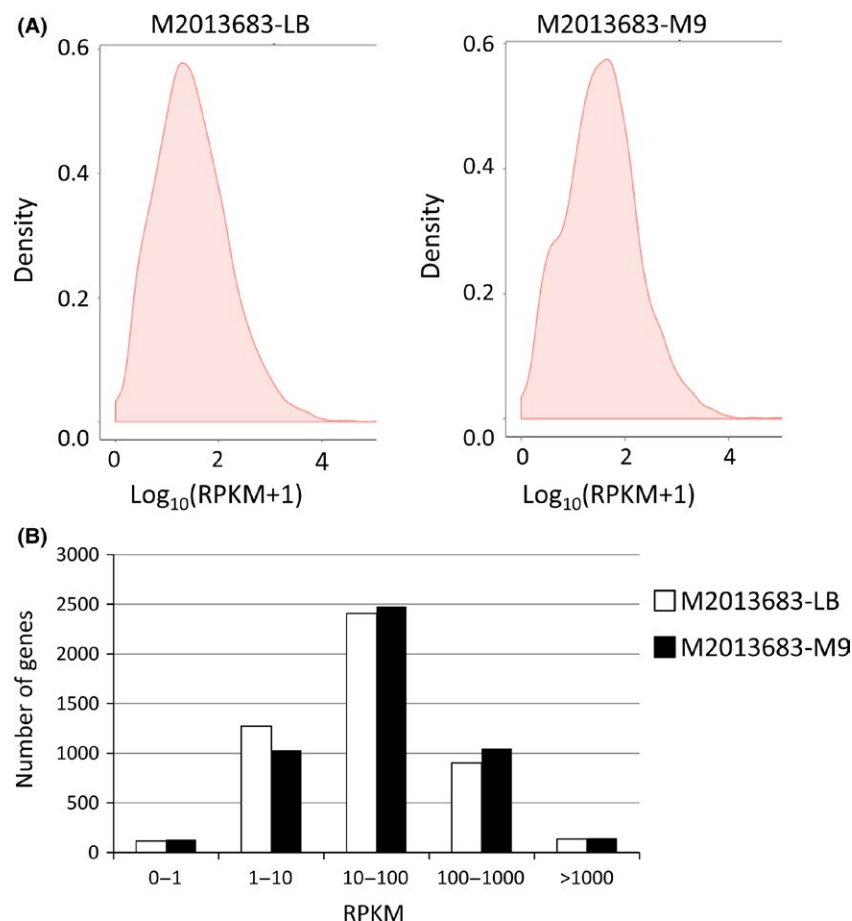 (A)
M2013683-LB
0.6
0.4
0.2
0.0
Density
0
2
4
Log₁₀(RPKM+1)
M2013683-M9
0.6
0.4
0.2
0.0
Density
0
2
4
Log₁₀(RPKM+1)
(B)
3000
2500
2000
1500
1000
500
0
Number of genes
0–1
1–10
10–100
100–1000
>1000
RPKM
M2013683-LB
M2013683-M9